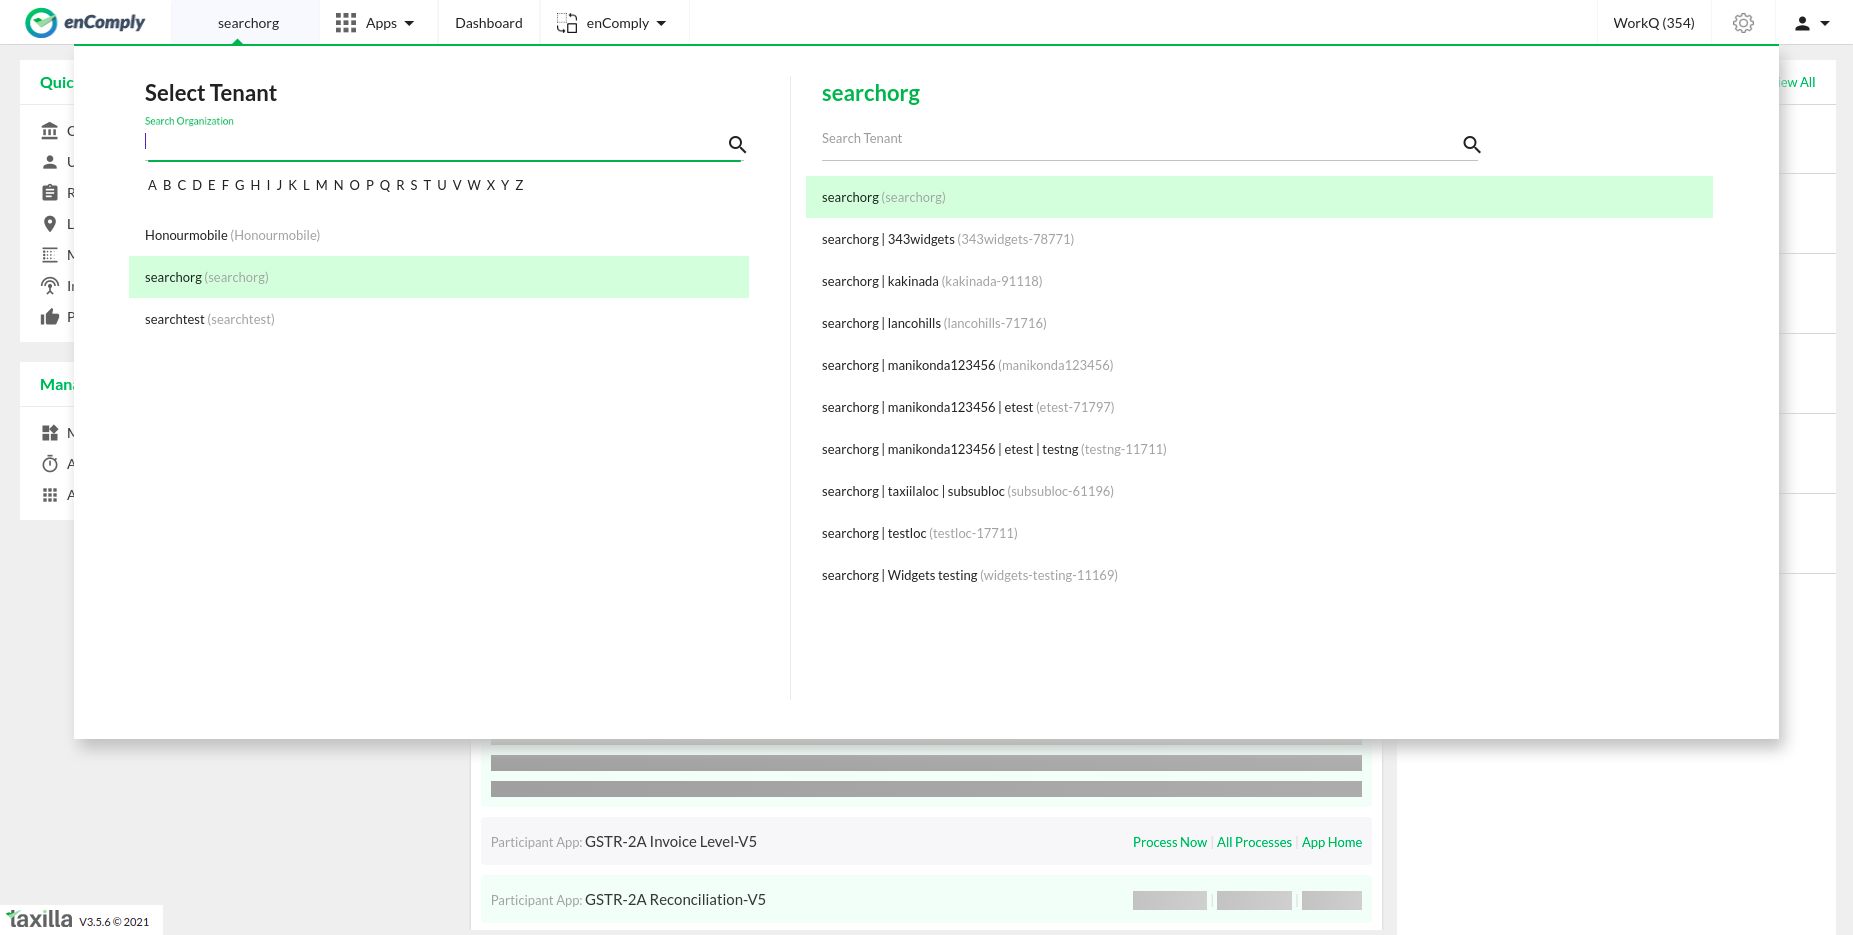 enComply searchorg Apps Dashboard enComply WorkQ (354)
Quic
C
U
R
L
M
In
P
Mana
M
A
A
Select Tenant
Search Organization
A B C D E F G H I J K L M N O P Q R S T U V W X Y Z
Honourmobile (Honourmobile)
searchorg (searchorg)
searchtest (searchtest)
searchorg
Search Tenant
searchorg (searchorg)
searchorg | 343widgets (343widgets-78771)
searchorg | kakinada (kakinada-91118)
searchorg | lancohills (lancohills-71716)
searchorg | manikonda123456 (manikonda123456)
searchorg | manikonda123456 | etest (etest-71797)
searchorg | manikonda123456 | etest | testng (testng-11711)
searchorg | taxiilaloc | subsubloc (subsubloc-61196)
searchorg | testloc (testloc-17711)
searchorg | Widgets testing (widgets-testing-11169)
ew All
Participant App: GSTR-2A Invoice Level-V5 Process Now | All Processes | App Home
Participant App: GSTR-2A Reconciliation-V5
taxilla V3.5.6 © 2021